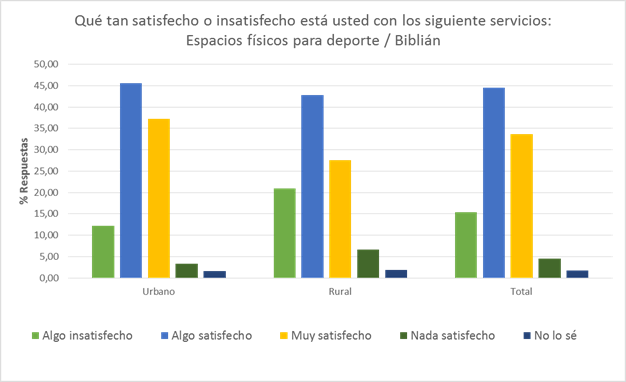 Qué tan satisfecho o insatisfecho está usted con los siguiente servicios:
Espacios físicos para deporte / Biblián
% Respuestas
50,00
45,00
40,00
35,00
30,00
25,00
20,00
15,00
10,00
5,00
0,00
Urbano Rural Total
Algo insatisfecho Algo satisfecho Muy satisfecho Nada satisfecho No lo sé